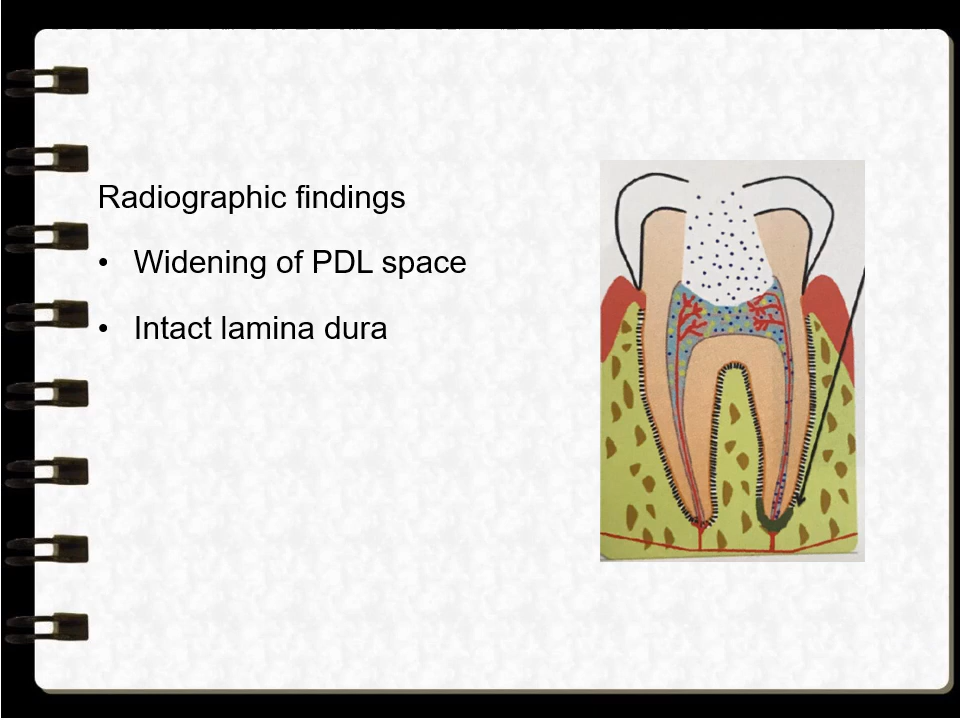 Radiographic findings
• Widening of PDL space
• Intact lamina dura